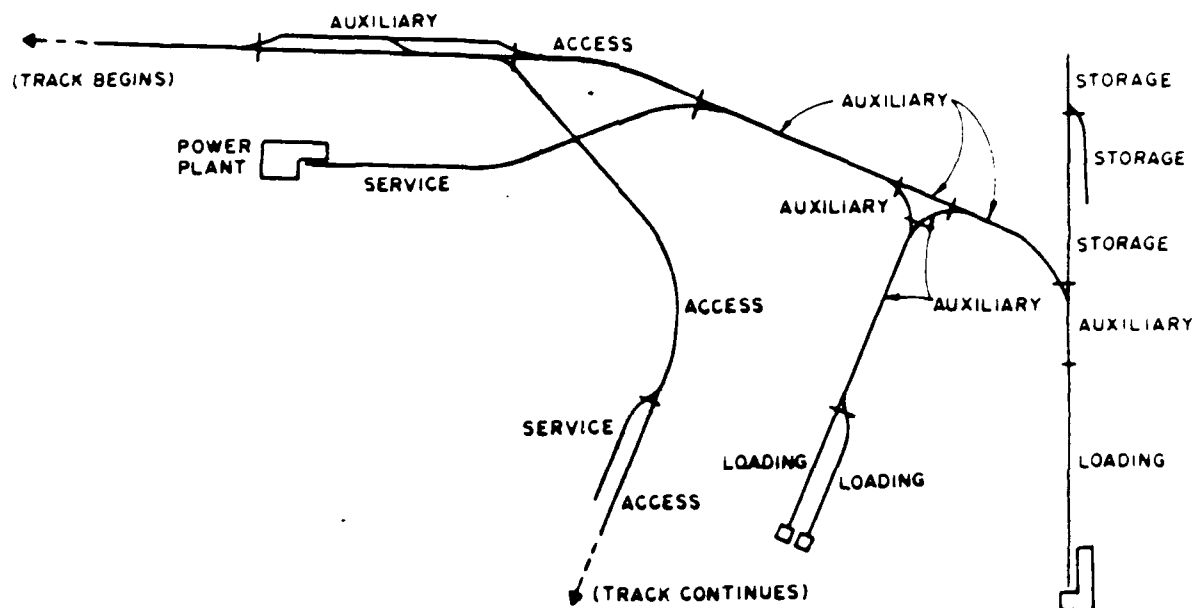 AUXILIARY
ACCESS
(TRACK BEGINS)
STORAGE
AUXILIARY
POWER
PLANT
STORAGE
SERVICE
AUXILIARY
STORAGE
ACCESS
AUXILIARY
AUXILIARY
SERVICE
LOADING
LOADING
LOADING
ACCESS
(TRACK CONTINUES)